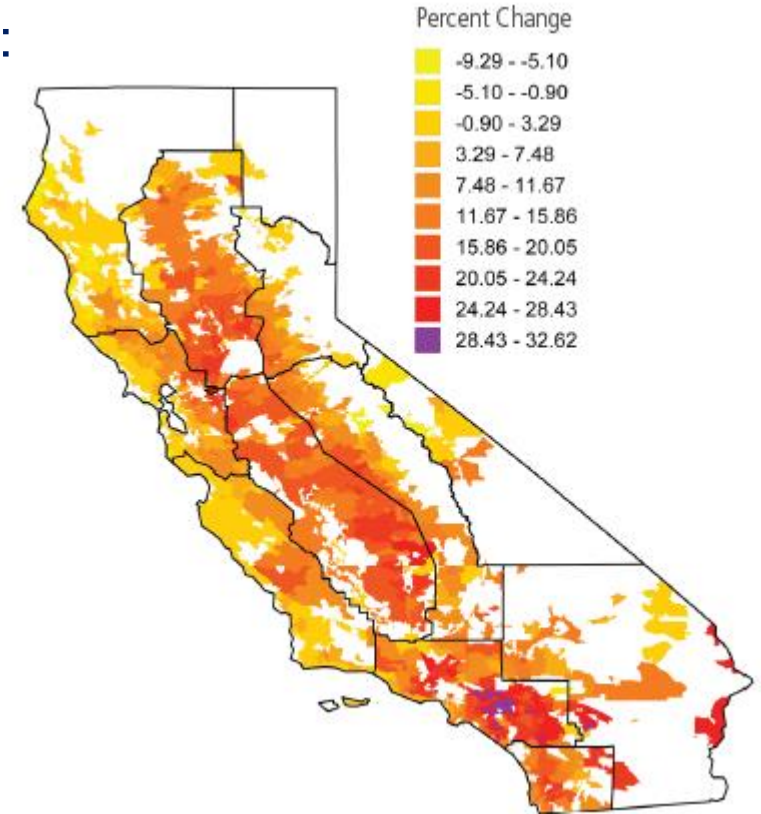 :
Percent Change
-9.29 - -5.10
-5.10 - -0.90
-0.90 - 3.29
3.29 - 7.48
7.48 - 11.67
11.67 - 15.86
15.86 - 20.05
20.05 - 24.24
24.24 - 28.43
28.43 - 32.62